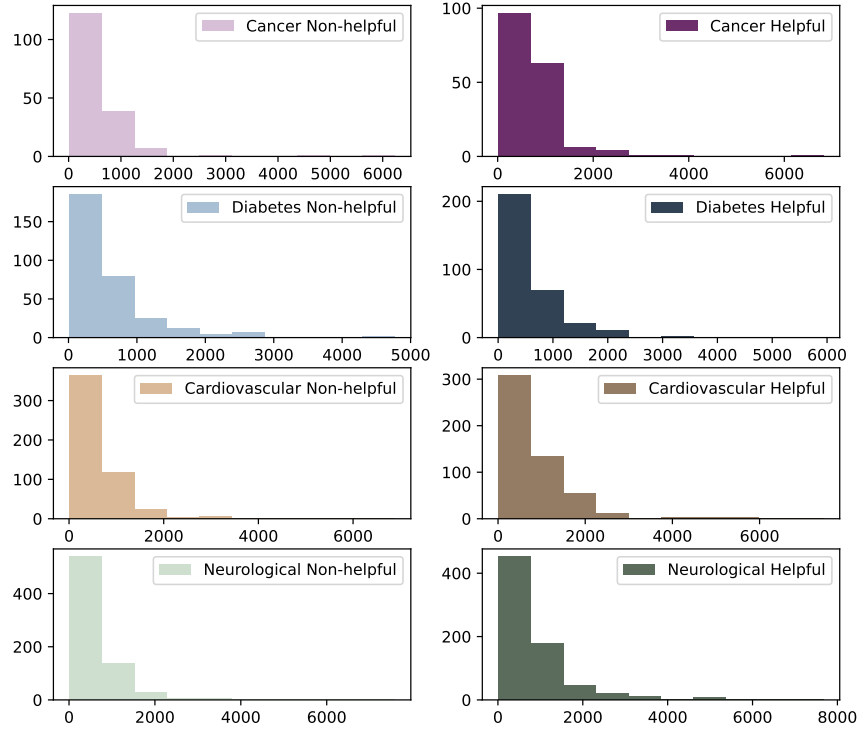 Cancer Non-helpful
100
50
0
0 1000 2000 3000 4000 5000 6000
Cancer Helpful
100
50
0
0 2000 4000 6000
Diabetes Non-helpful
150
100
50
0
0 1000 2000 3000 4000 5000
Diabetes Helpful
200
100
0
0 1000 2000 3000 4000 5000 6000
Cardiovascular Non-helpful
300
200
100
0
0 2000 4000 6000
Cardiovascular Helpful
300
200
100
0
0 2000 4000 6000
Neurological Non-helpful
400
200
0
0 2000 4000 6000
Neurological Helpful
400
200
0
0 2000 4000 6000 8000